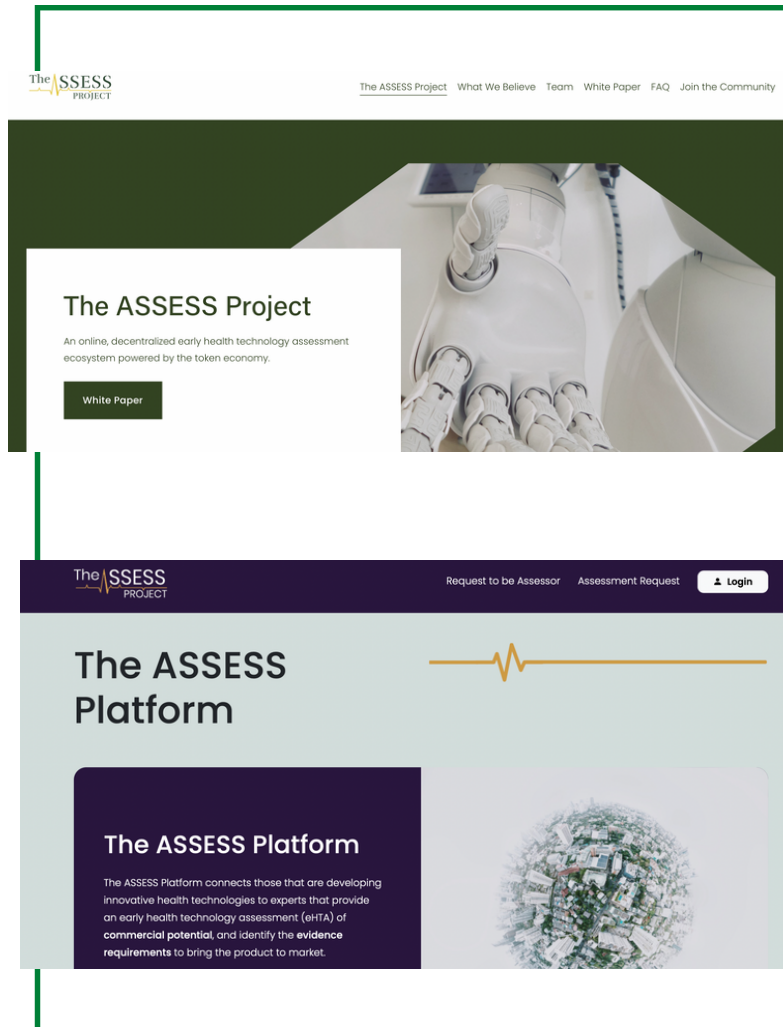 The ASSESS
PROJECT
The ASSESS Project What We Believe Team White Paper FAQ Join the Community
The ASSESS Project
An online, decentralized early health technology assessment
ecosystem powered by the token economy.
White Paper
The ASSESS
PROJECT
Request to be Assessor Assessment Request Login
The ASSESS
Platform
The ASSESS Platform
The ASSESS Platform connects those that are developing
innovative health technologies to experts that provide
an early health technology assessment (eHTA) of
commercial potential, and identify the evidence
requirements to bring the product to market.